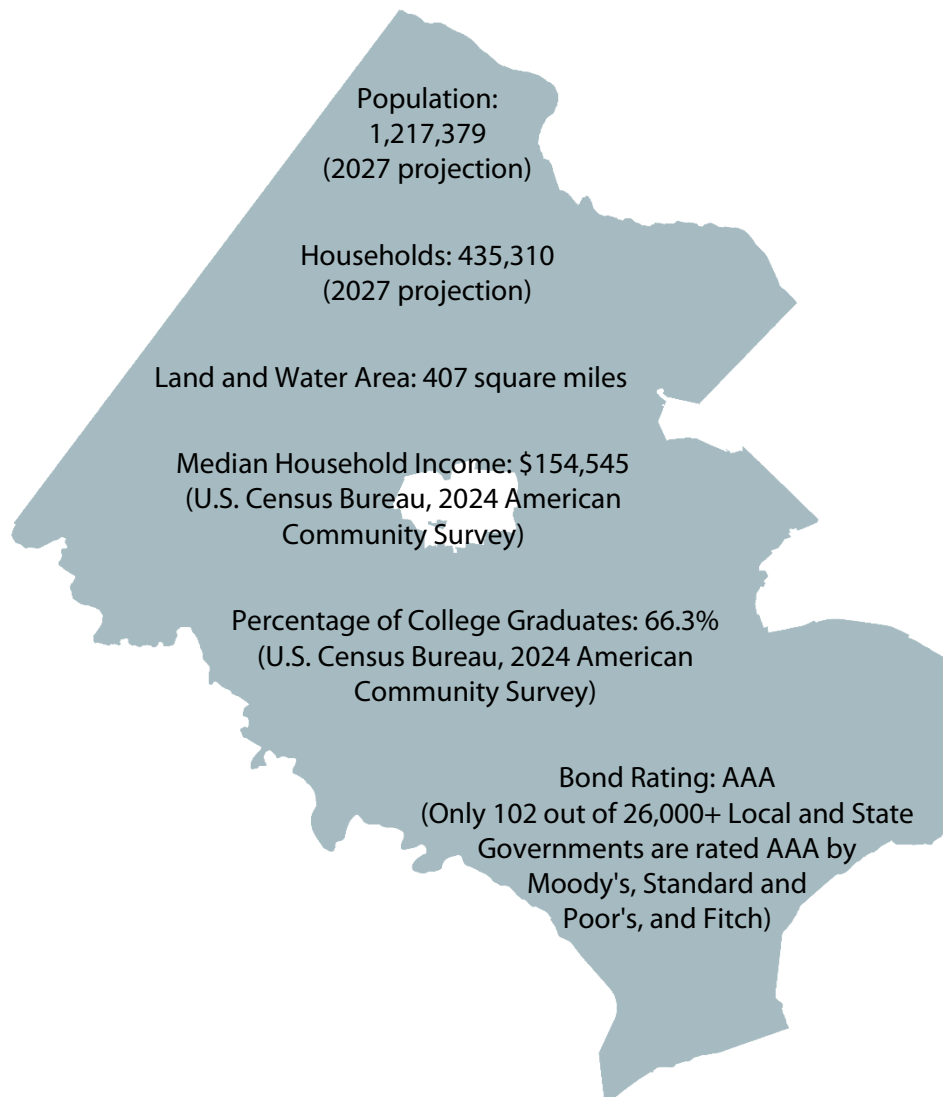 Population:
1,217,379
(2027 projection)
Households: 435,310
(2027 projection)
Land and Water Area: 407 square miles
Median Household Income: $154,545
(U.S. Census Bureau, 2024 American
Community Survey)
Percentage of College Graduates: 66.3%
(U.S. Census Bureau, 2024 American
Community Survey)
Bond Rating: AAA
(Only 102 out of 26,000+ Local and State
Governments are rated AAA by
Moody's, Standard and
Poor's, and Fitch)